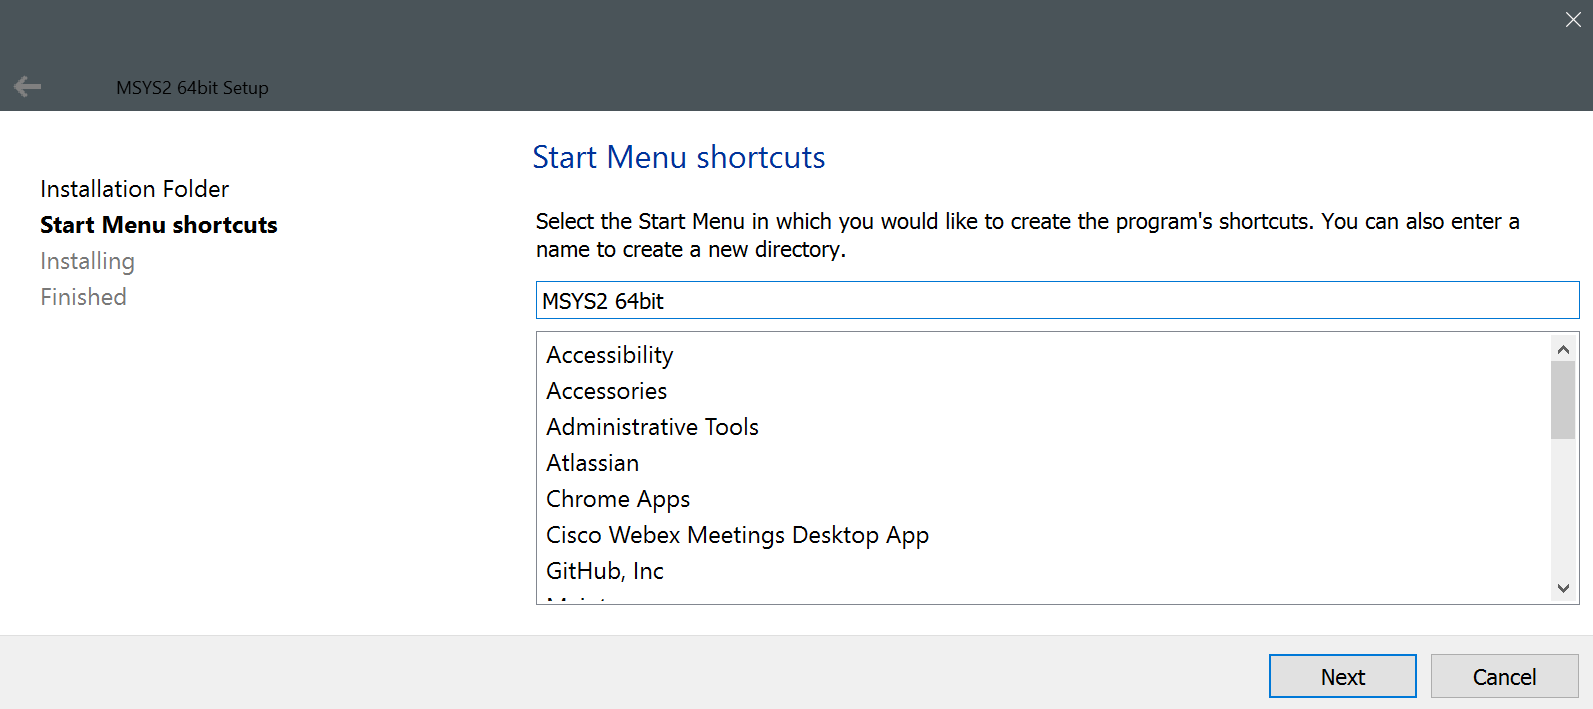 MSYS2 64bit Setup
Installation Folder
Start Menu shortcuts
Installing
Finished
Start Menu shortcuts
Select the Start Menu in which you would like to create the program's shortcuts. You can also enter a
name to create a new directory.
MSYS2 64bit
Accessibility
Accessories
Administrative Tools
Atlassian
Chrome Apps
Cisco Webex Meetings Desktop App
GitHub, Inc
Next
Cancel